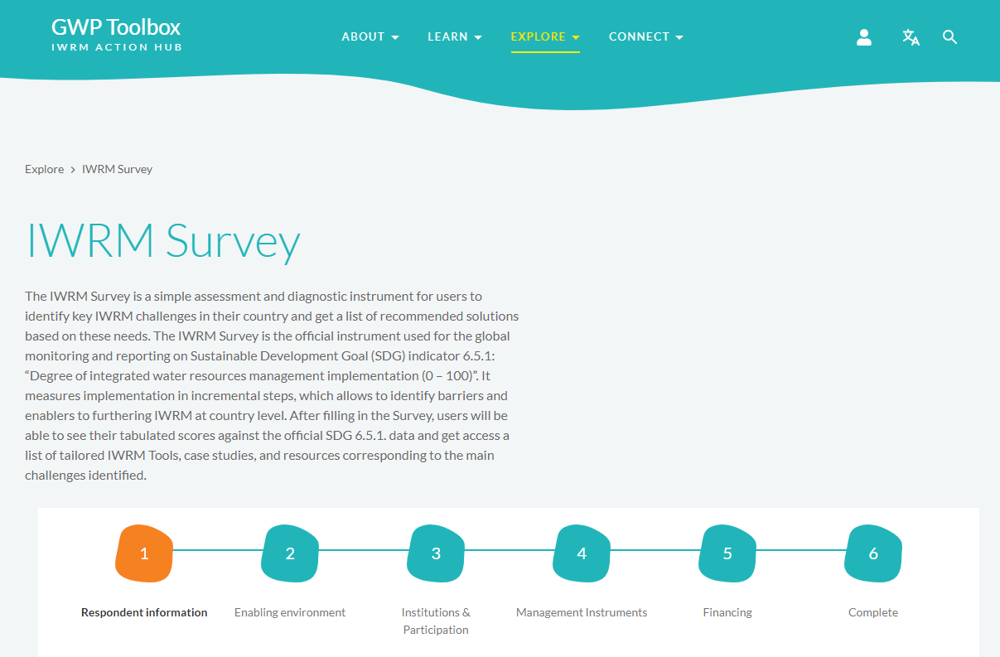 GWP Toolbox
IWRM ACTION HUB
ABOUT
LEARN
EXPLORE
CONNECT
Explore > IWRM Survey
IWRM Survey
The IWRM Survey is a simple assessment and diagnostic instrument for users to
identify key IWRM challenges in their country and get a list of recommended solutions
based on these needs. The IWRM Survey is the official instrument used for the global
monitoring and reporting on Sustainable Development Goal (SDG) indicator 6.5.1:
“Degree of integrated water resources management implementation (0 – 100)”. It
measures implementation in incremental steps, which allows to identify barriers and
enablers to furthering IWRM at country level. After filling in the Survey, users will be
able to see their tabulated scores against the official SDG 6.5.1. data and get access a
list of tailored IWRM Tools, case studies, and resources corresponding to the main
challenges identified.
1
Respondent information
2
Enabling environment
3
Institutions &
Participation
4
Management Instruments
5
Financing
6
Complete